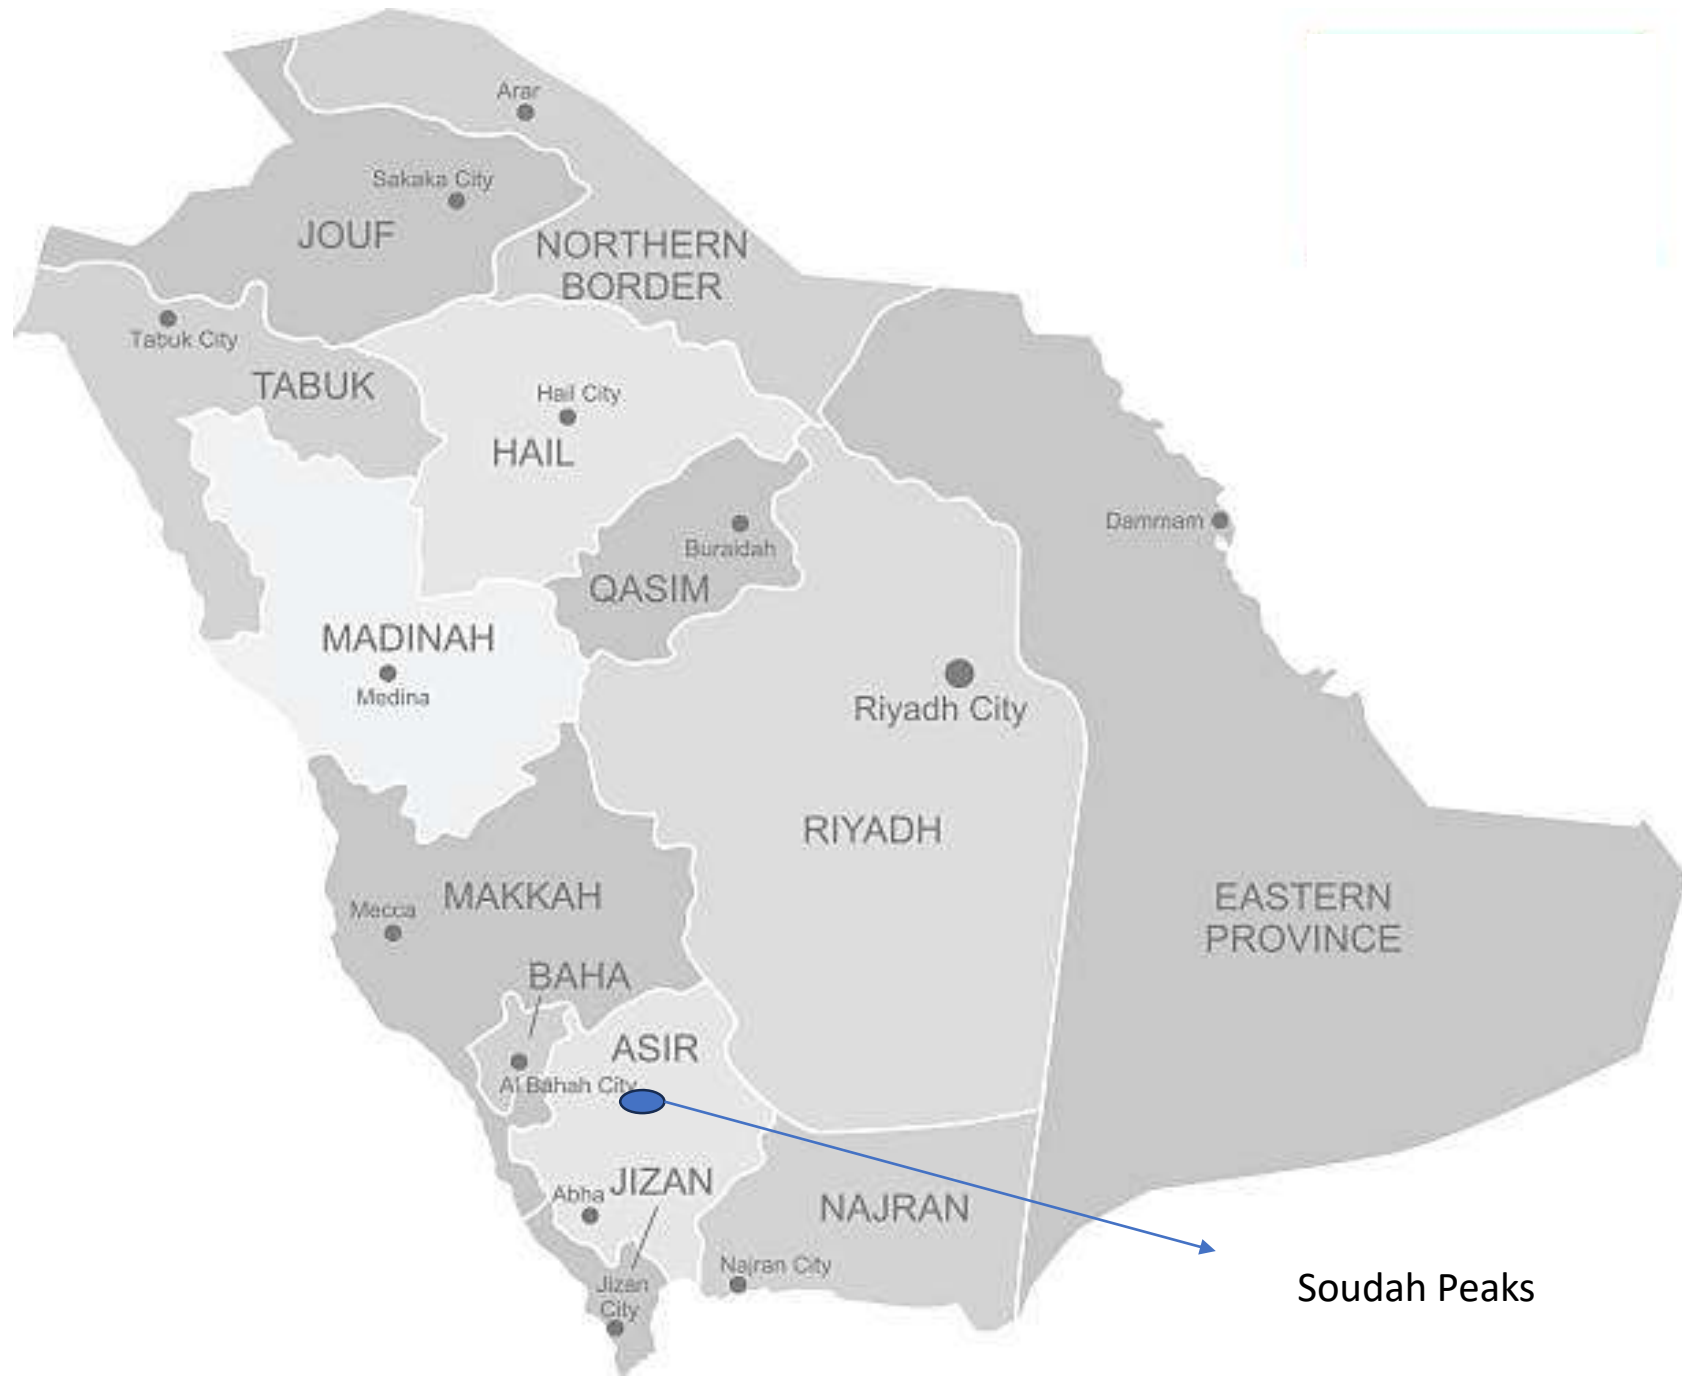 Arar
Sakaka City
JOUF
NORTHERN
BORDER
Tabuk City
TABUK
Hail City
HAIL
Dammam
Buraidah
QASIM
MADINAH
Medina
Riyadh City
RIYADH
MAKKAH
Mecca
EASTERN
PROVINCE
BAHA
ASIR
Al Bahah City
JIZAN
Abha
NAJRAN
Najran City
Jizan
City
Soudah Peaks